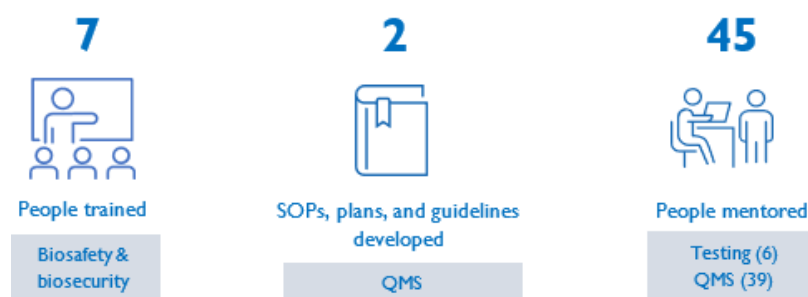 7
People trained
Biosafety &
biosecurity
2
SOPs, plans, and guidelines
developed
QMS
45
People mentored
Testing (6)
QMS (39)